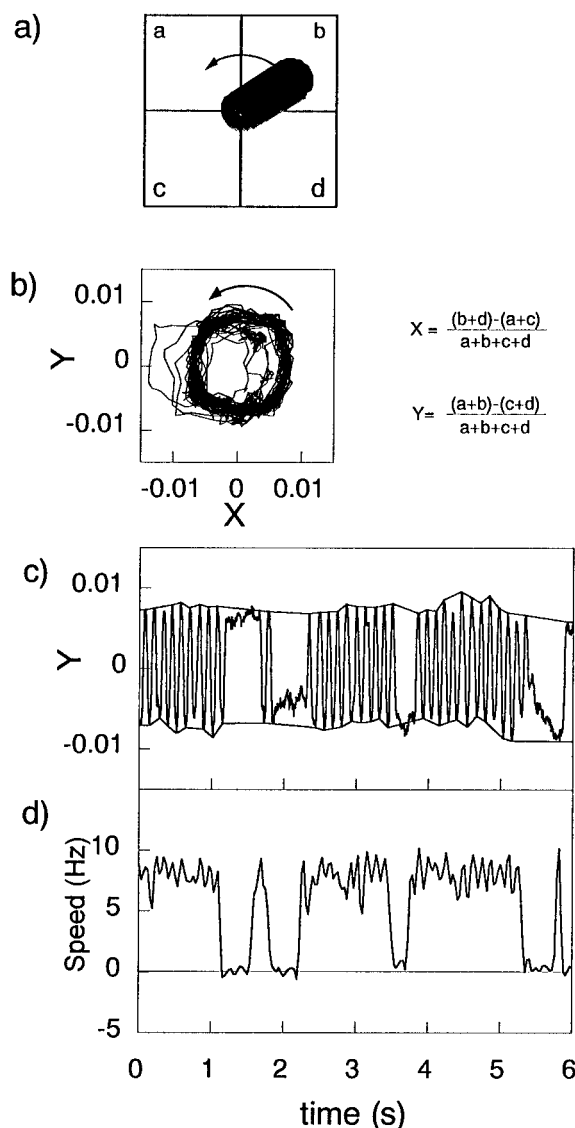 a)
a b
c d
b)
0.01
Y 0
-0.01
-0.01 0 0.01
X
X = (b+d)-(a+c)
a+b+c+d
Y= (a+b)-(c+d)
a+b+c+d
c)
0.01
Y 0
-0.01
d)
Speed (Hz)
10
5
0
-5
0 1 2 3 4 5 6
time (s)